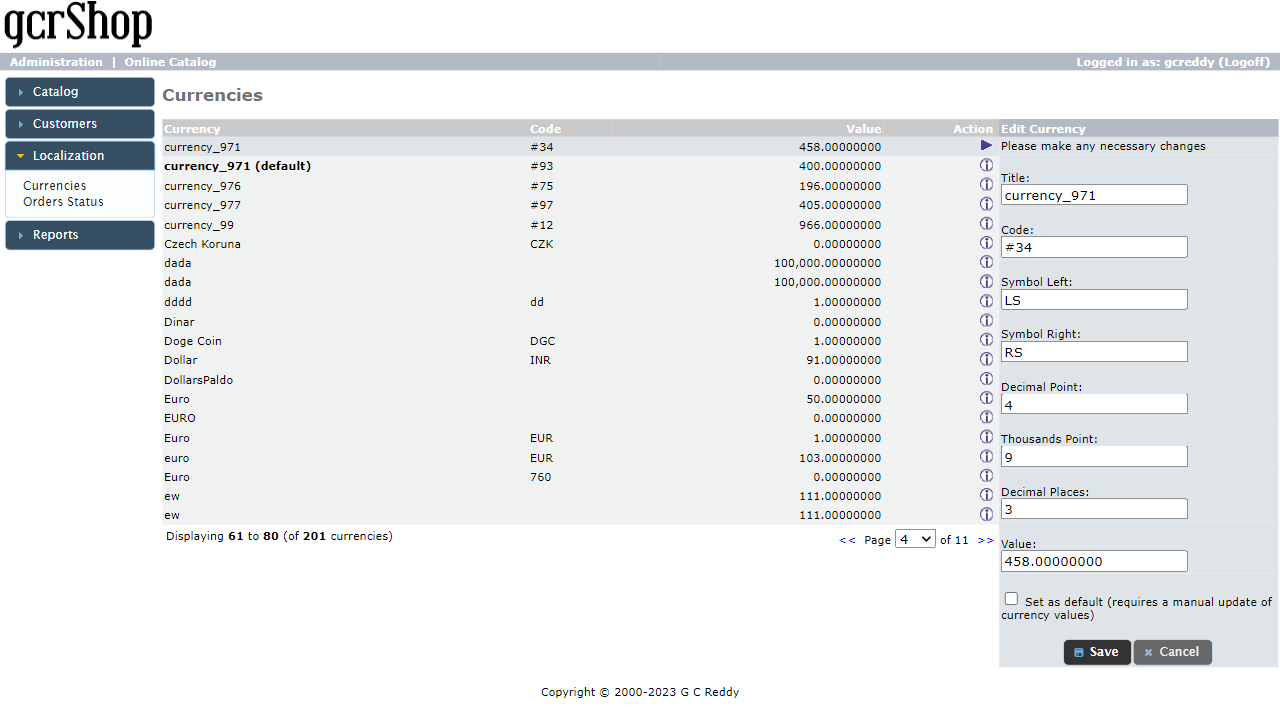 gcrShop
Administration | Online Catalog
Logged in as: gcreddy (Logoff)
Catalog
Customers
Localization
Currencies
Orders Status
Reports
Currencies
Currency Code Value Action
currency_971 #34 458.00000000
currency_971 (default) #93 400.00000000
currency_976 #75 196.00000000
currency_977 #97 405.00000000
currency_99 #12 966.00000000
Czech Koruna CZK 0.00000000
dada 100,000.00000000
dada 100,000.00000000
dddd dd 1.00000000
Dinar 0.00000000
Doge Coin DGC 1.00000000
Dollar INR 91.00000000
DollarsPaldo 0.00000000
Euro 50.00000000
EURO 0.00000000
Euro EUR 1.00000000
euro EUR 103.00000000
Euro 760 0.00000000
ew 111.00000000
ew 111.00000000
Displaying 61 to 80 (of 201 currencies)
<< Page 4 of 11 >>
Edit Currency
Please make any necessary changes
Title:
currency_971
Code:
#34
Symbol Left:
LS
Symbol Right:
RS
Decimal Point:
4
Thousands Point:
9
Decimal Places:
3
Value:
458.00000000
Set as default (requires a manual update of
currency values)
Save
Cancel
Copyright © 2000-2023 G C Reddy